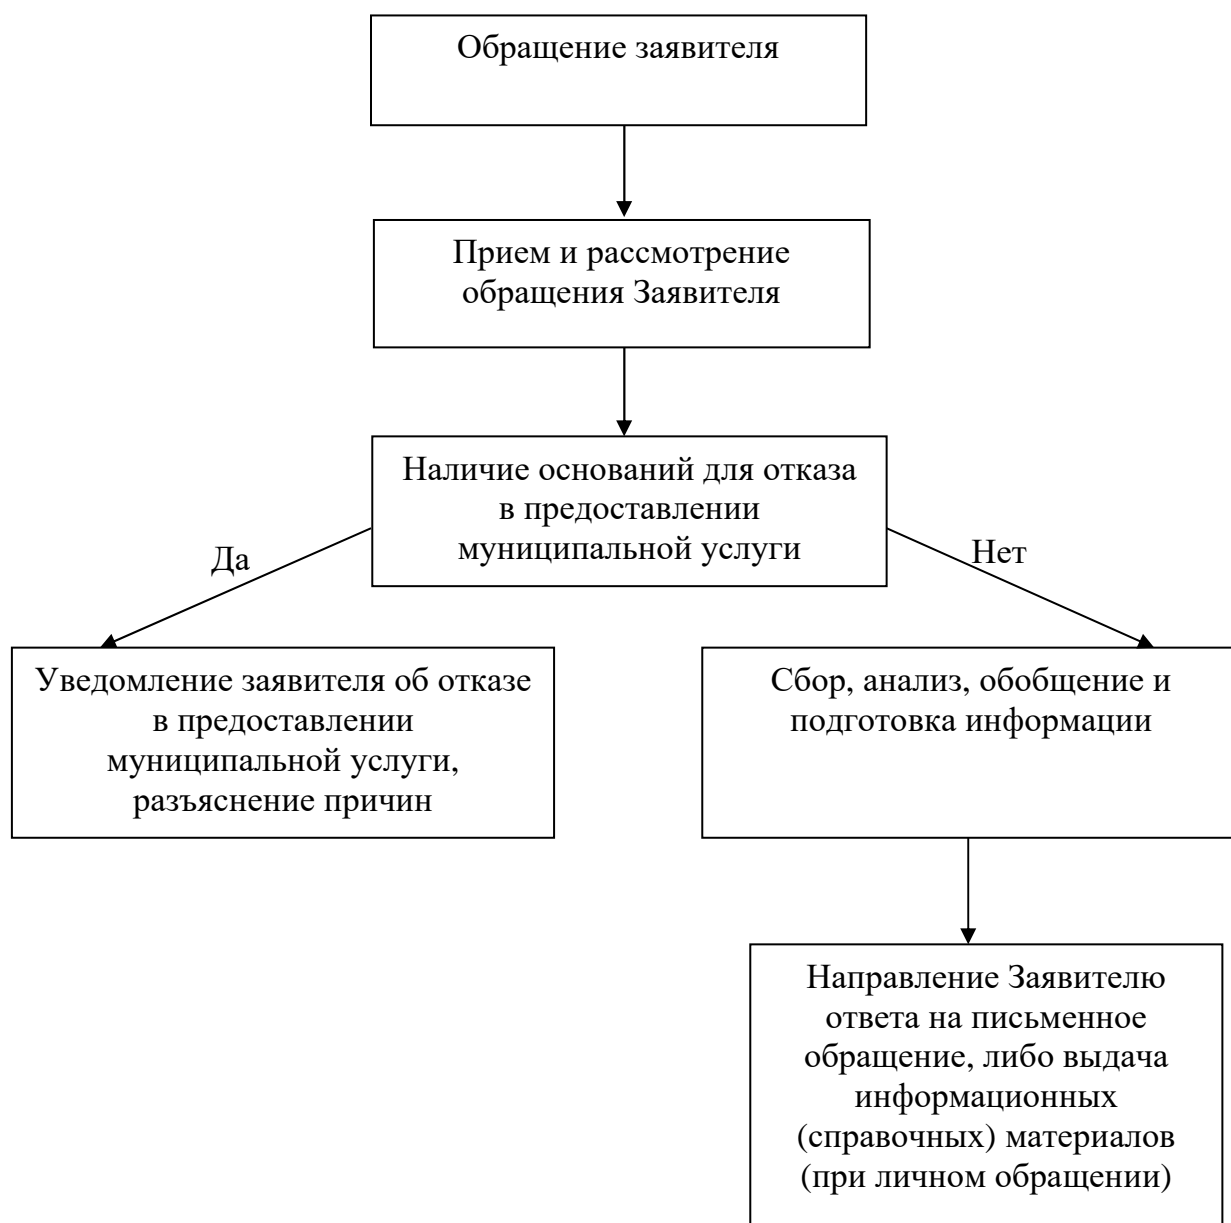 Обращение заявителя
Прием и рассмотрение
обращения Заявителя
Наличие оснований для отказа
в предоставлении
муниципальной услуги
Да
Нет
Уведомление заявителя об отказе
в предоставлении
муниципальной услуги,
разъяснение причин
Сбор, анализ, обобщение и
подготовка информации
Направление Заявителю
ответа на письменное
обращение, либо выдача
информационных
(справочных) материалов
(при личном обращении)